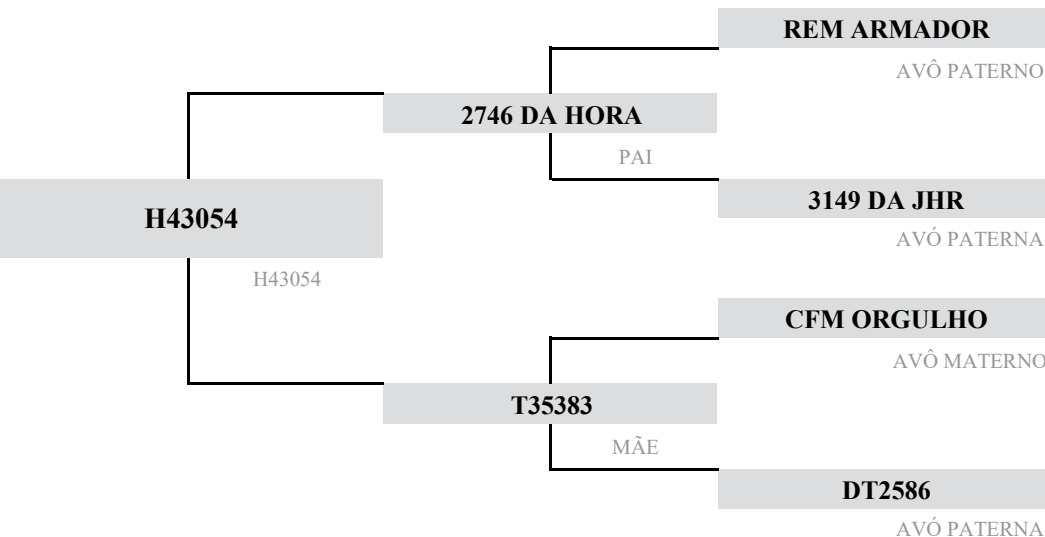 REM ARMADOR
AVÔ PATERNO
2746 DA HORA
PAI
3149 DA JHR
AVÓ PATERNA
H43054
H43054
CFM ORGULHO
AVÔ MATERNO
T35383
MÃE
DT2586
AVÓ PATERNA